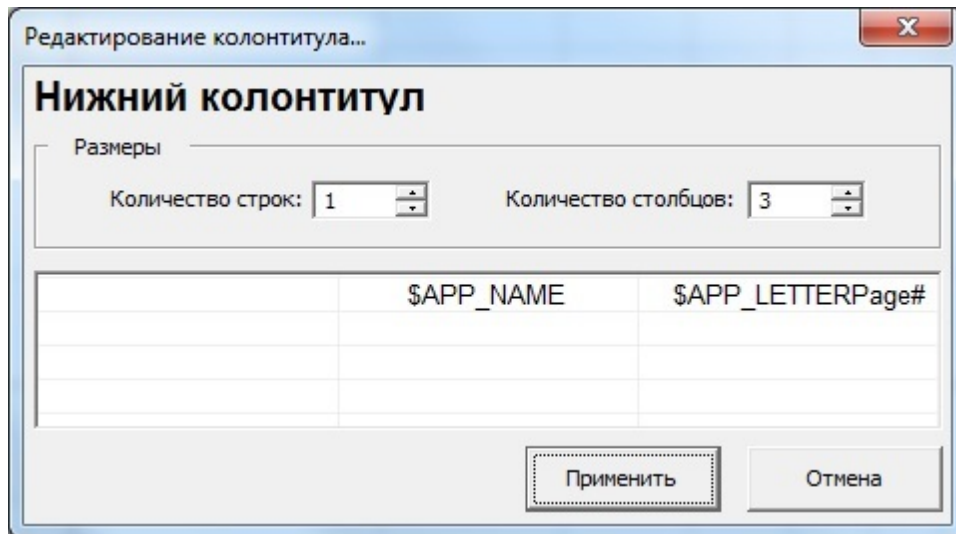 Редактирование колонтитула...
Нижний колонтитул
Размеры
Количество строк: 1 Количество столбцов: 3
$APP_NAME $APP_LETTERPage#
Применить Отмена